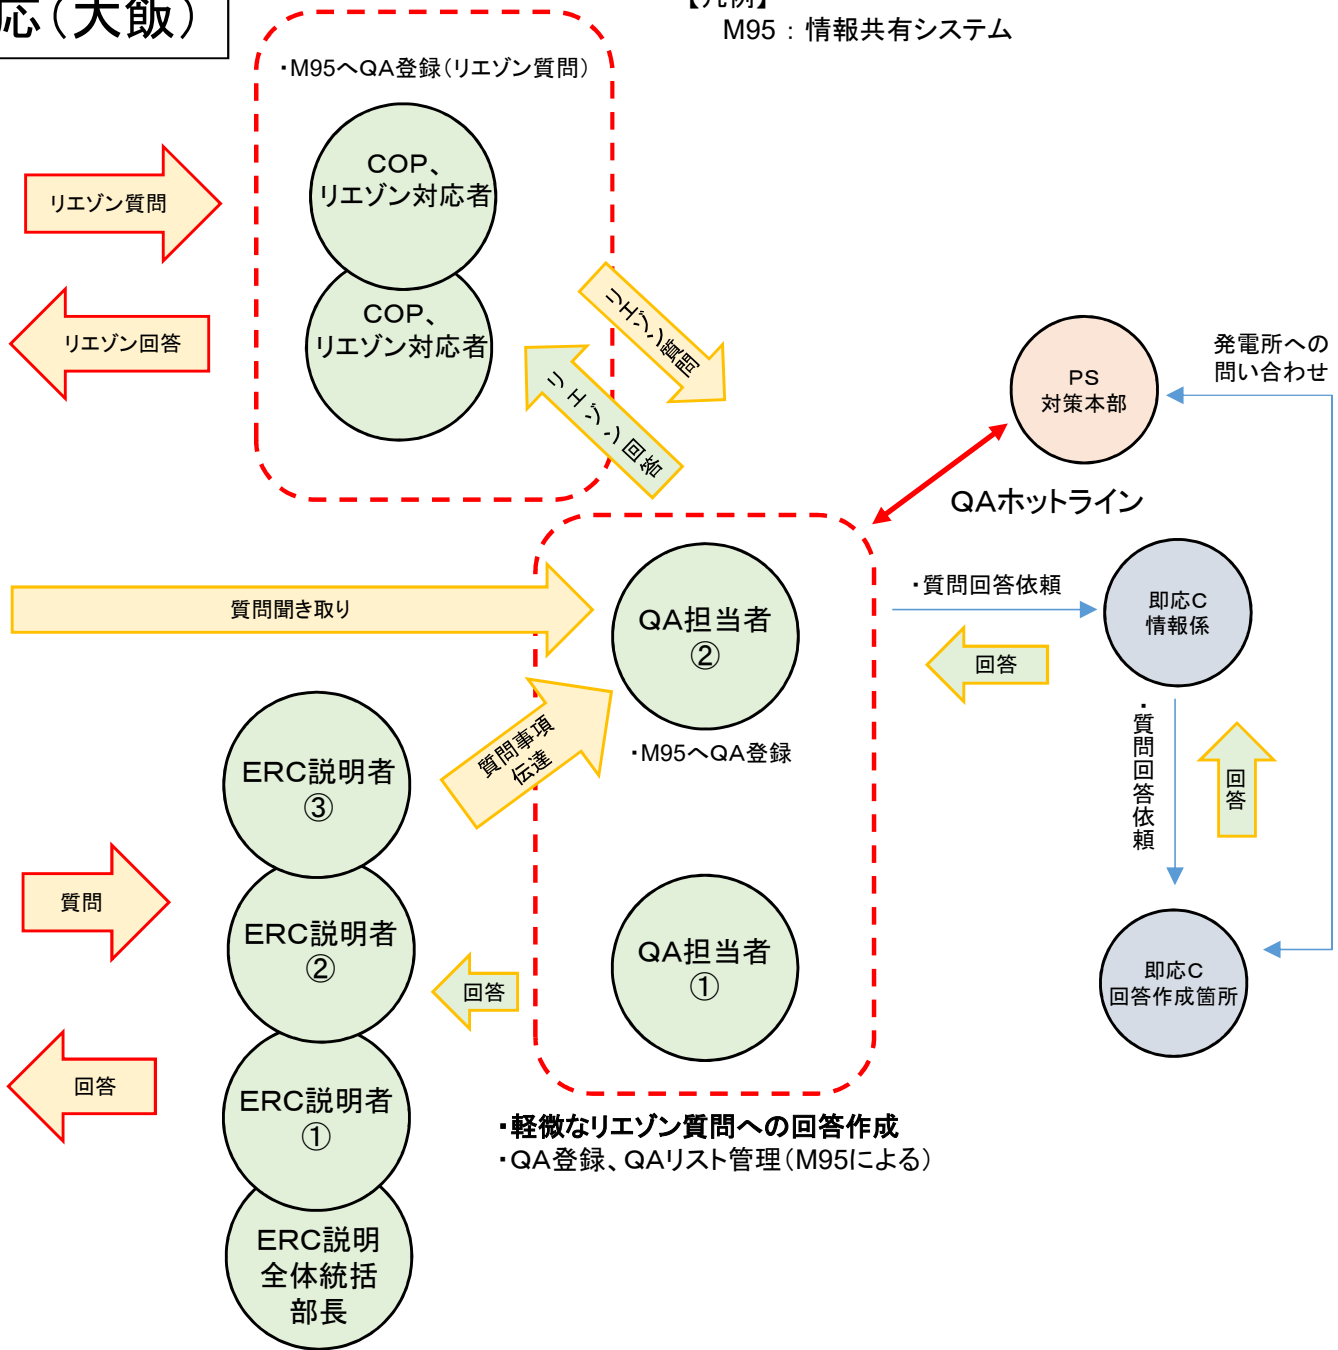 応（大飯）
【凡例】
M95：情報共有システム
・M95へQA登録（リエゾン質問）
COP、
リエゾン対応者
リエゾン質問
COP、
リエゾン対応者
リエゾン回答
リエゾン質問
リエゾン回答
発電所への
問い合わせ
PS
対策本部
QAホットライン
質問聞き取り
QA担当者
②
・M95へQA登録
・質問回答依頼
回答
即応C
情報係
・質問回答依頼
回答
質問事項
伝達
ERC説明者
③
質問
ERC説明者
②
回答
QA担当者
①
即応C
回答作成箇所
回答
ERC説明者
①
・軽微なリエゾン質問への回答作成
・QA登録、QAリスト管理（M95による）
ERC説明
全体統括
部長